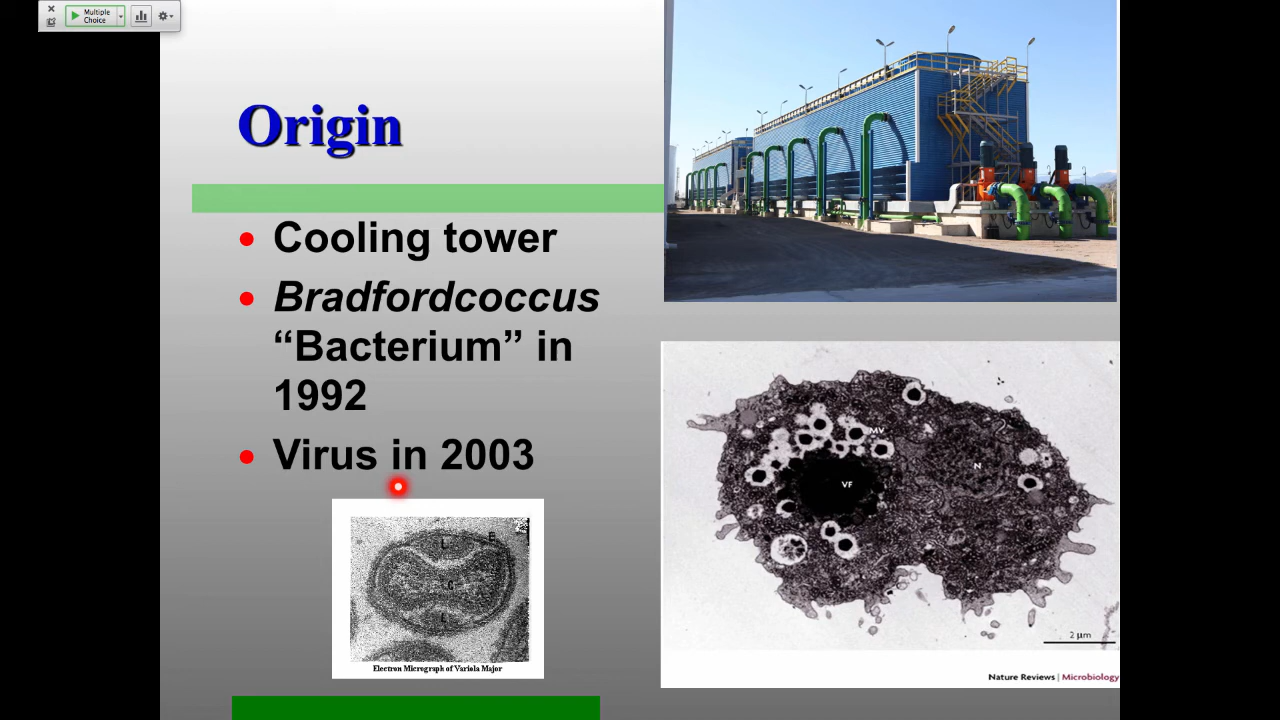 Multiple
Choice
Origin
• Cooling tower
• Bradfordcoccus
“Bacterium” in
1992
• Virus in 2003
L
E
C
L
Electron Micrograph of Variola Major
MV
N
VF
2 µm
Nature Reviews | Microbiology